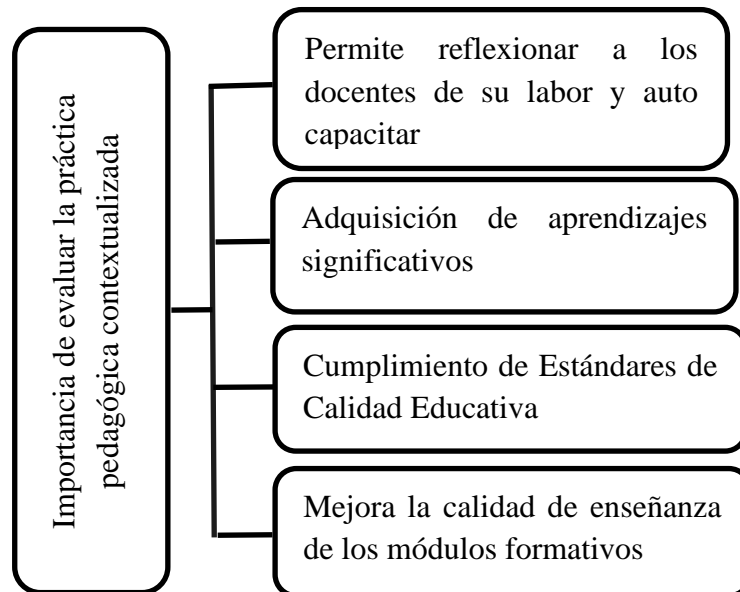 Importancia de evaluar la práctica
pedagógica contextualizada
Permite reflexionar a los
docentes de su labor y auto
capacitar
Adquisición de aprendizajes
significativos
Cumplimiento de Estándares de
Calidad Educativa
Mejora la calidad de enseñanza
de los módulos formativos